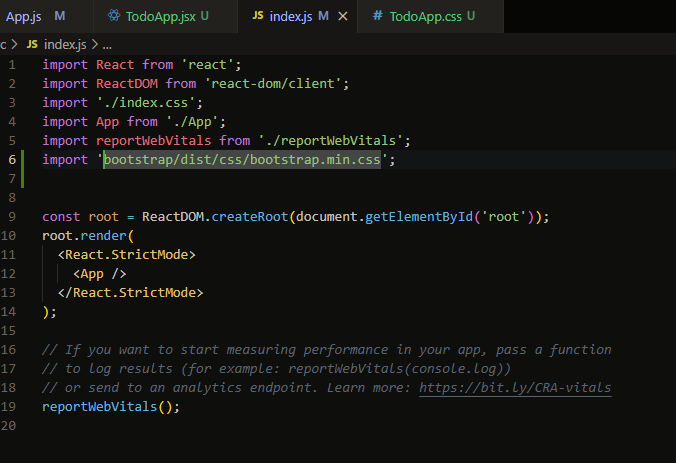 App.js M TodoApp.jsx U JS index.js M × # TodoApp.css U
c > JS index.js > ...
1 import React from 'react';
2 import ReactDOM from 'react-dom/client';
3 import './index.css';
4 import App from './App';
5 import reportWebVitals from './reportWebVitals';
6 import 'bootstrap/dist/css/bootstrap.min.css';
7
8
9 const root = ReactDOM.createRoot(document.getElementById('root'));
10 root.render(
11 <React.StrictMode>
12 <App />
13 </React.StrictMode>
14 );
15
16 // If you want to start measuring performance in your app, pass a function
17 // to log results (for example: reportWebVitals(console.log))
18 // or send to an analytics endpoint. Learn more: https://bit.ly/CRA-vitals
19 reportWebVitals();
20